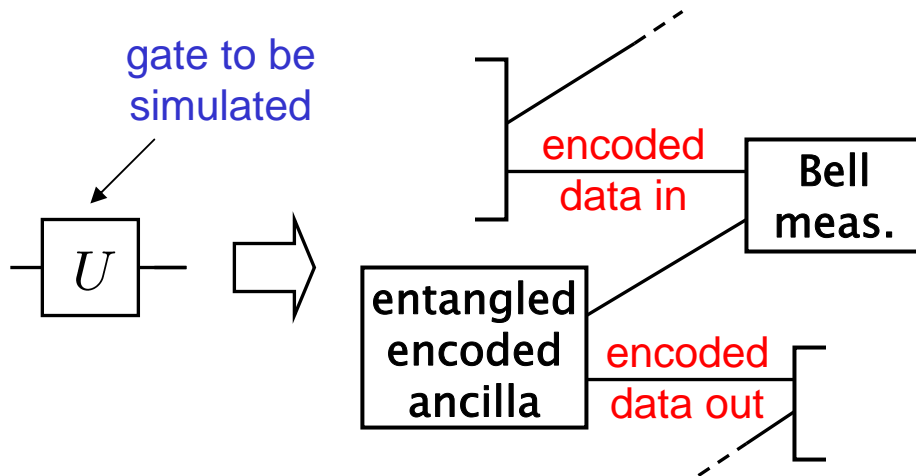 gate to be
simulated
U
encoded
data in
Bell
meas.
entangled
encoded
ancilla
encoded
data out